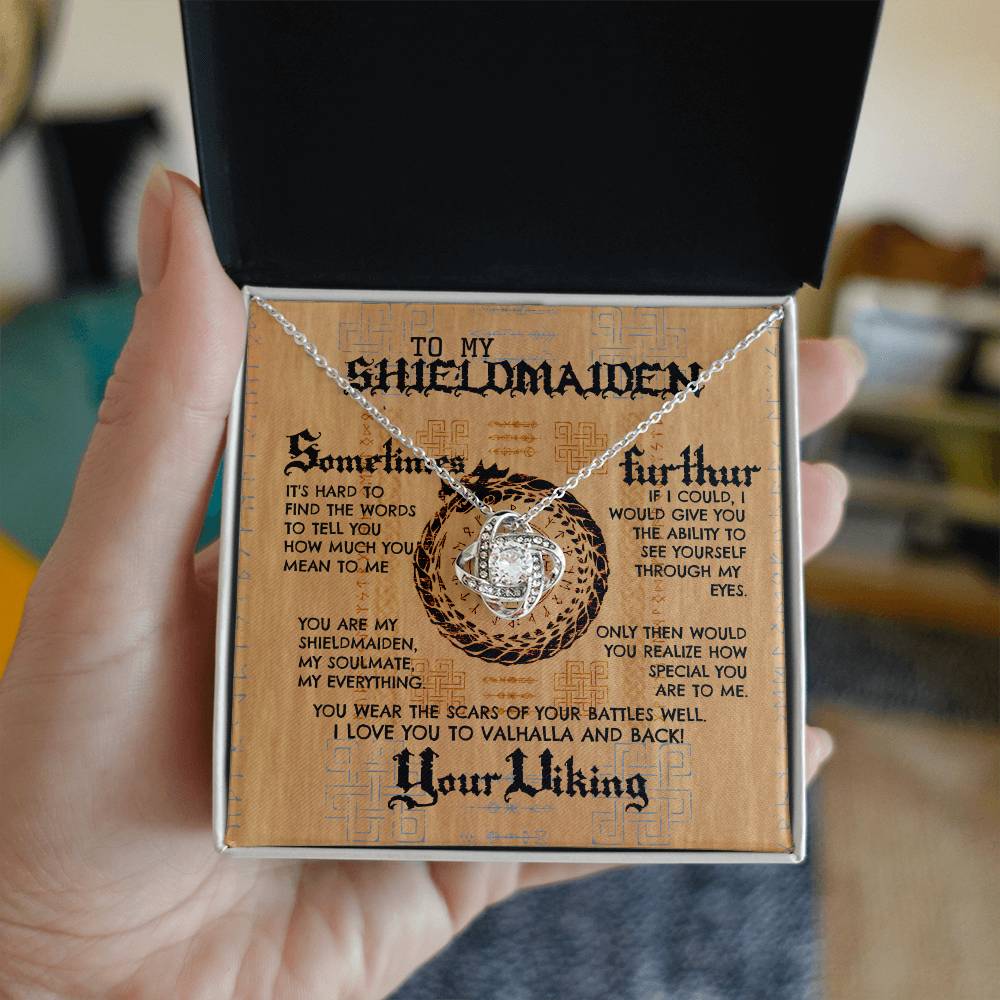 TO MY
SHIELDMAIDEN
Sometimes
IT'S HARD TO
FIND THE WORDS
TO TELL YOU
HOW MUCH YOU
MEAN TO ME
YOU ARE MY
SHIELDMAIDEN,
MY SOULMATE,
MY EVERYTHING.
furthur
IF I COULD, I
WOULD GIVE YOU
THE ABILITY TO
SEE YOURSELF
THROUGH MY
EYES.
ONLY THEN WOULD
YOU REALIZE HOW
SPECIAL YOU
ARE TO ME.
YOU WEAR THE SCARS OF YOUR BATTLES WELL.
I LOVE YOU TO VALHALLA AND BACK!
Your Viking